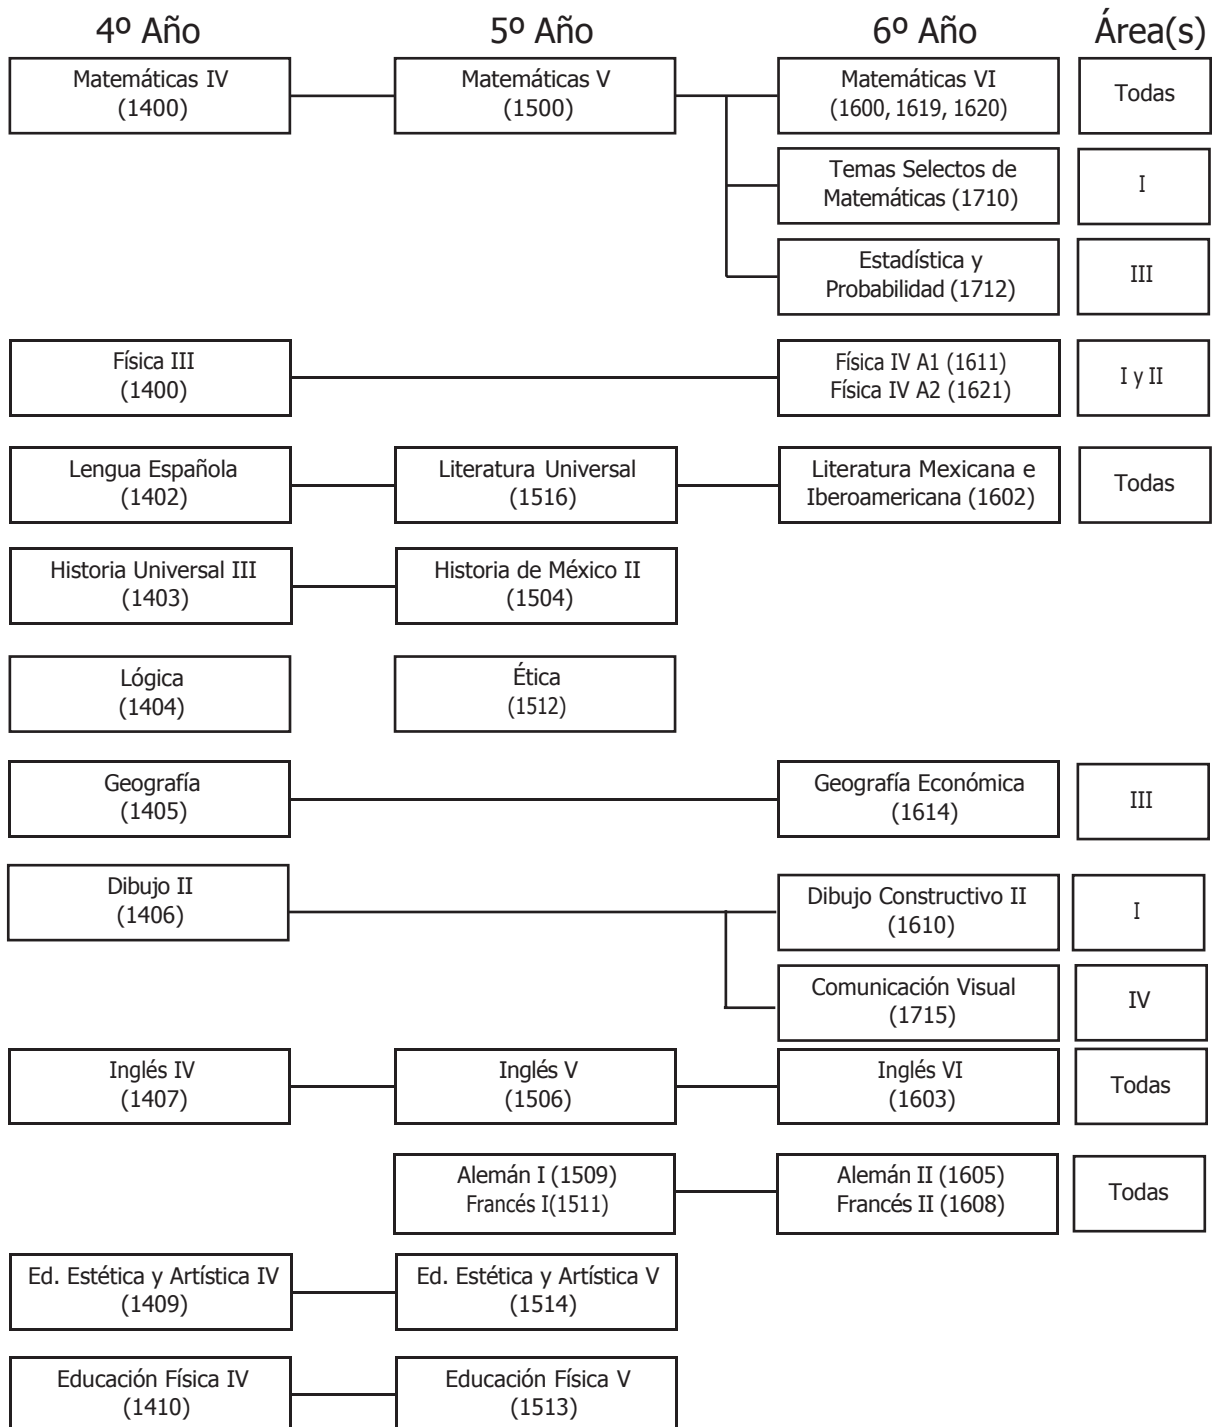 4º Año 5º Año 6º Año Área(s)
Matemáticas IV
(1400)
Matemáticas V
(1500)
Matemáticas VI
(1600, 1619, 1620)
Todas
Temas Selectos de
Matemáticas (1710)
I
Estadística y
Probabilidad (1712)
III
Física III
(1400)
Física IV A1 (1611)
Física IV A2 (1621)
I y II
Lengua Española
(1402)
Literatura Universal
(1516)
Literatura Mexicana e
Iberoamericana (1602)
Todas
Historia Universal III
(1403)
Historia de México II
(1504)
Lógica
(1404)
Ética
(1512)
Geografía
(1405)
Geografía Económica
(1614)
III
Dibujo II
(1406)
Dibujo Constructivo II
(1610)
I
Comunicación Visual
(1715)
IV
Inglés IV
(1407)
Inglés V
(1506)
Inglés VI
(1603)
Todas
Alemán I (1509)
Francés I(1511)
Alemán II (1605)
Francés II (1608)
Todas
Ed. Estética y Artística IV
(1409)
Ed. Estética y Artística V
(1514)
Educación Física IV
(1410)
Educación Física V
(1513)